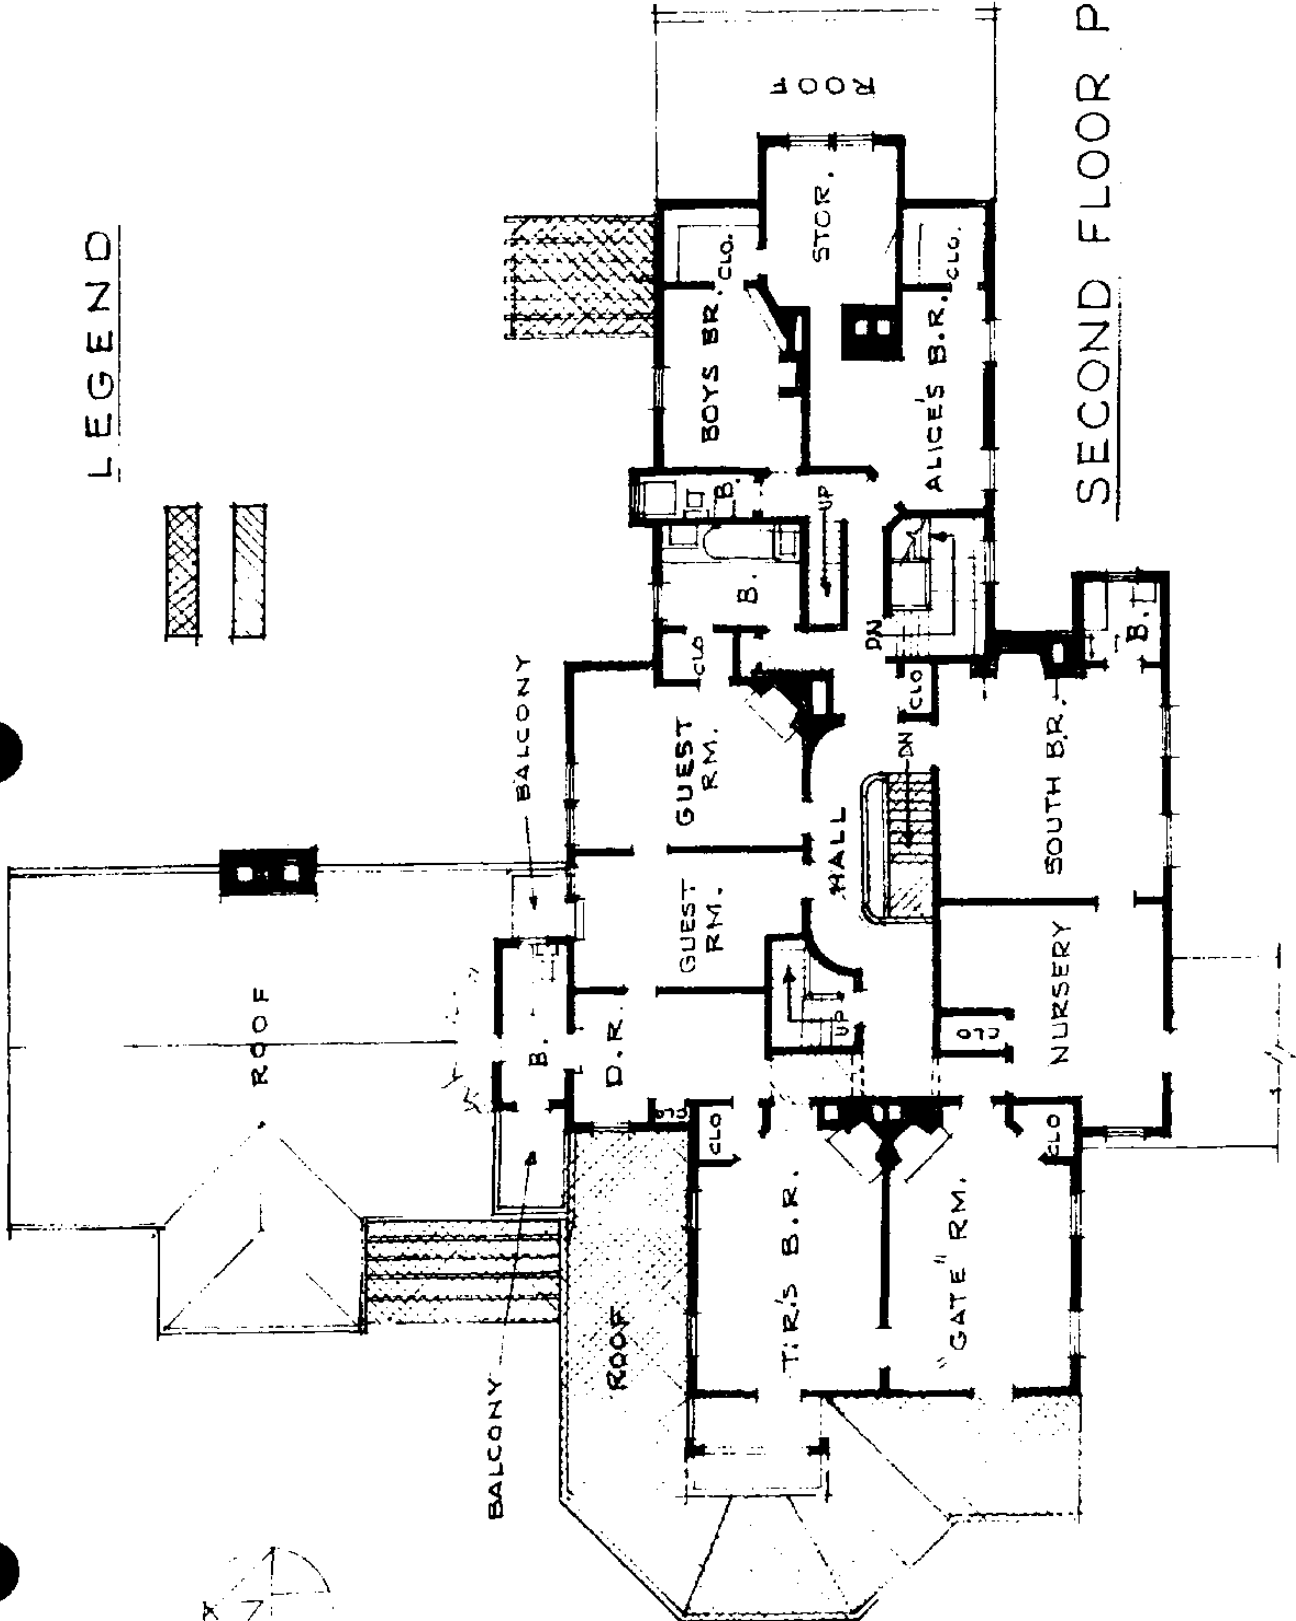 LEGEND
SECOND FLOOR P
ROOF
STOR.
CLO.
BOYS BR.
CLO.
ALICE'S B.R.
B.
UP
B.
DN
CLO
CLO
BALCONY
GUEST
RM.
DN
SOUTH B.R.
B.
HALL
GUEST
RM.
ROOF
B.
D.R.
UP
CLO
NURSERY
CLO
CLO
CLO
BALCONY
ROOF
T.R.'s B.R.
"GATE" RM.